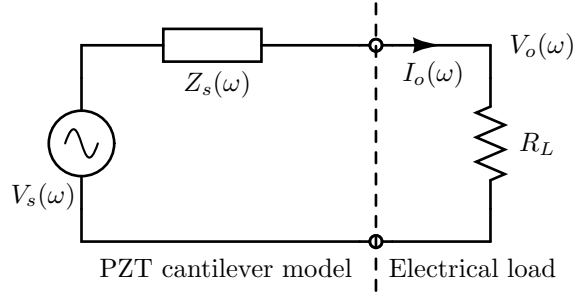 Z_s(ω)
I_o(ω)
V_o(ω)
R_L
V_s(ω)
PZT cantilever model
Electrical load